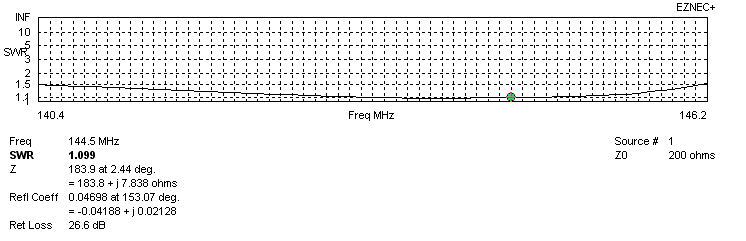 EZNEC+
INF
10
5
SWR
3
2
1.5
1.1
140.4 Freq MHz 146.2
Freq 144.5 MHz Source # 1
SWR 1.099 Z0 200 ohms
Z 183.9 at 2.44 deg.
= 183.8 + j 7.838 ohms
Refl Coeff 0.04698 at 153.07 deg.
= -0.04188 + j 0.02128
Ret Loss 26.6 dB